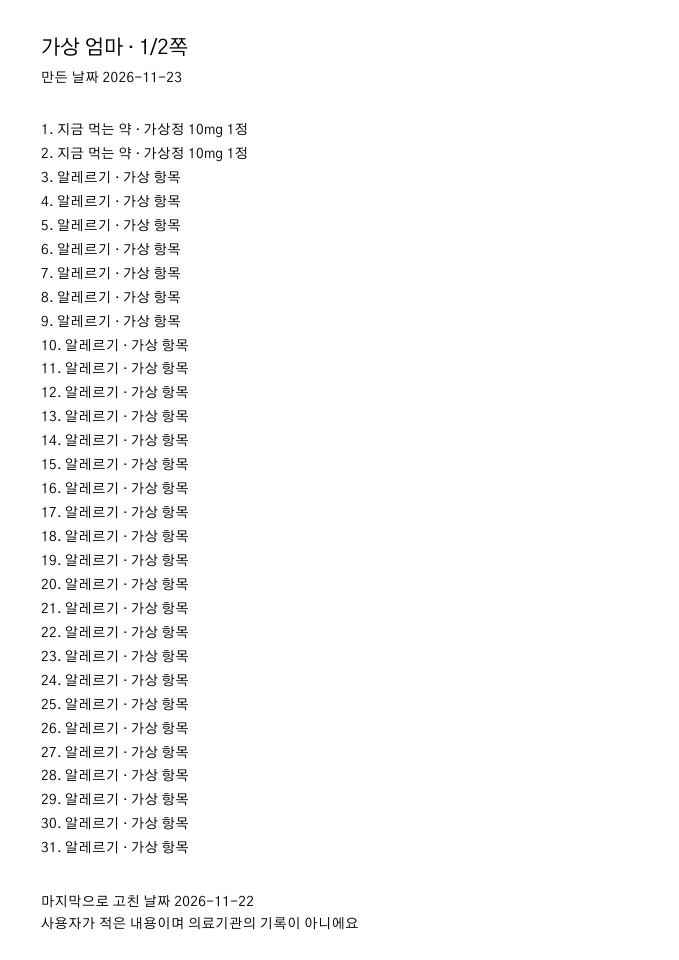 가상 엄마 · 1/2쪽
만든 날짜 2026-11-23
1. 지금 먹는 약 · 가상정 10mg 1정
2. 지금 먹는 약 · 가상정 10mg 1정
3. 알레르기 · 가상 항목
4. 알레르기 · 가상 항목
5. 알레르기 · 가상 항목
6. 알레르기 · 가상 항목
7. 알레르기 · 가상 항목
8. 알레르기 · 가상 항목
9. 알레르기 · 가상 항목
10. 알레르기 · 가상 항목
11. 알레르기 · 가상 항목
12. 알레르기 · 가상 항목
13. 알레르기 · 가상 항목
14. 알레르기 · 가상 항목
15. 알레르기 · 가상 항목
16. 알레르기 · 가상 항목
17. 알레르기 · 가상 항목
18. 알레르기 · 가상 항목
19. 알레르기 · 가상 항목
20. 알레르기 · 가상 항목
21. 알레르기 · 가상 항목
22. 알레르기 · 가상 항목
23. 알레르기 · 가상 항목
24. 알레르기 · 가상 항목
25. 알레르기 · 가상 항목
26. 알레르기 · 가상 항목
27. 알레르기 · 가상 항목
28. 알레르기 · 가상 항목
29. 알레르기 · 가상 항목
30. 알레르기 · 가상 항목
31. 알레르기 · 가상 항목
마지막으로 고친 날짜 2026-11-22
사용자가 적은 내용이며 의료기관의 기록이 아니에요